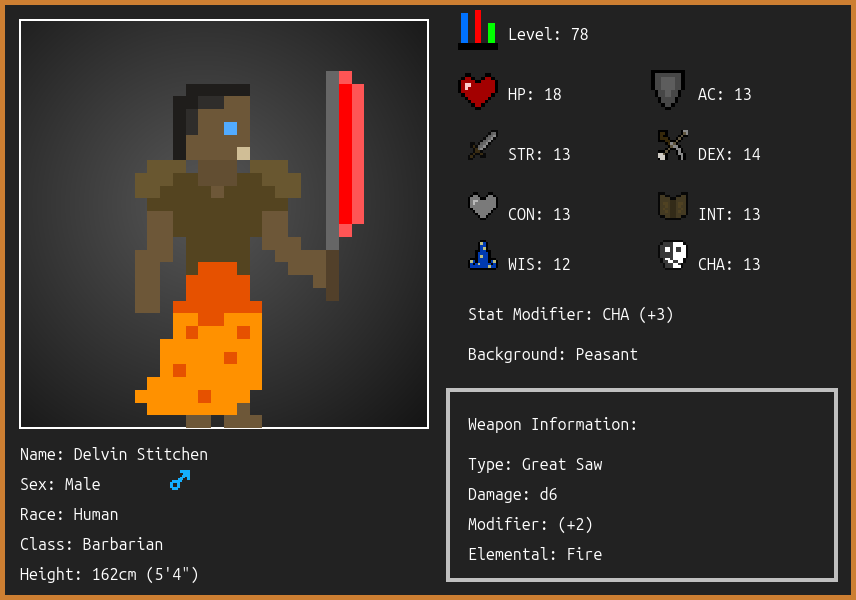 Level: 78
HP: 18
AC: 13
STR: 13
DEX: 14
CON: 13
INT: 13
WIS: 12
CHA: 13
Stat Modifier: CHA (+3)
Background: Peasant
Weapon Information:
Type: Great Saw
Damage: d6
Modifier: (+2)
Elemental: Fire
Name: Delvin Stitchen
Sex: Male
Race: Human
Class: Barbarian
Height: 162cm (5'4")